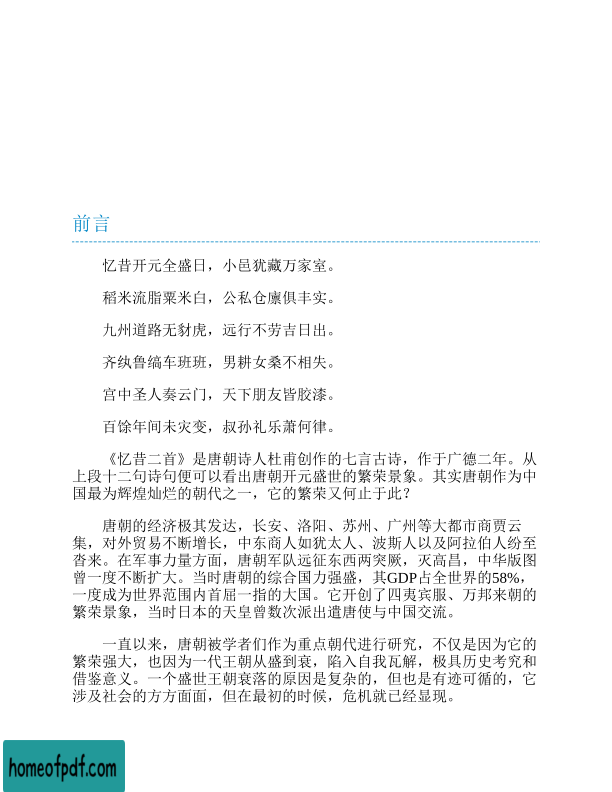 前言
忆昔开元全盛日，小邑犹藏万家室。
稻米流脂粟米白，公私仓廪俱丰实。
九州道路无豺虎，远行不劳吉日出。
齐纨鲁缟车班班，男耕女桑不相失。
宫中圣人奏云门，天下朋友皆胶漆。
百馀年间未灾变，叔孙礼乐萧何律。
《忆昔二首》是唐朝诗人杜甫创作的七言古诗，作于广德二年。从
上段十二句诗句便可以看出唐朝开元盛世的繁荣景象。其实唐朝作为中
国最为辉煌灿烂的朝代之一，它的繁荣又何止于此？
唐朝的经济极其发达，长安、洛阳、苏州、广州等大都市商贾云
集，对外贸易不断增长，中东商人如犹太人、波斯人以及阿拉伯人纷至
沓来。在军事力量方面，唐朝军队远征东西两突厥，灭高昌，中华版图
曾一度不断扩大。当时唐朝的综合国力强盛，其GDP占全世界的58%，
一度成为世界范围内首屈一指的大国。它开创了四夷宾服、万邦来朝的
繁荣景象，当时日本的天皇曾数次派出遣唐使与中国交流。
一直以来，唐朝被学者们作为重点朝代进行研究，不仅是因为它的
繁荣强大，也因为一代王朝从盛到衰，陷入自我瓦解，极具历史考究和
借鉴意义。一个盛世王朝衰落的原因是复杂的，但也是有迹可循的，它
涉及社会的方方面面，但在最初的时候，危机就已经显现。
homeofpdf.com